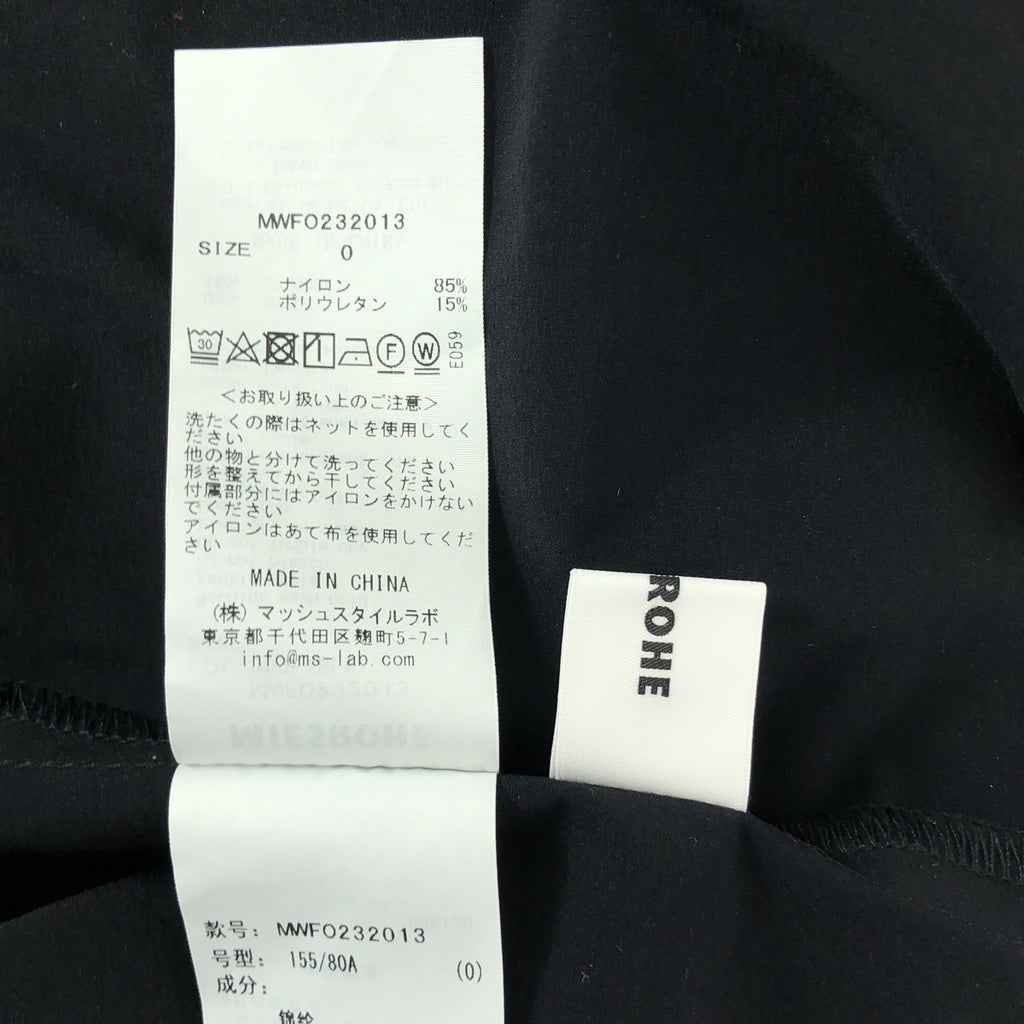 MWFO232013
SIZE 0
ナイロン 85%
ポリウレタン 15%
30 F W E059
<お取り扱い上のご注意>
洗たくの際はネットを使用してく
ださい
他の物と分けて洗ってください
形を整えてから干してください
付属部分にはアイロンをかけない
でください
アイロンはあて布を使用してくだ
さい
MADE IN CHINA
(株)マッシュスタイルラボ
東京都千代田区麹町5-7-1
info@ms-lab.com
ROHE
款号: MWFO232013
号型: 155/80A (0)
成分:
锦纶